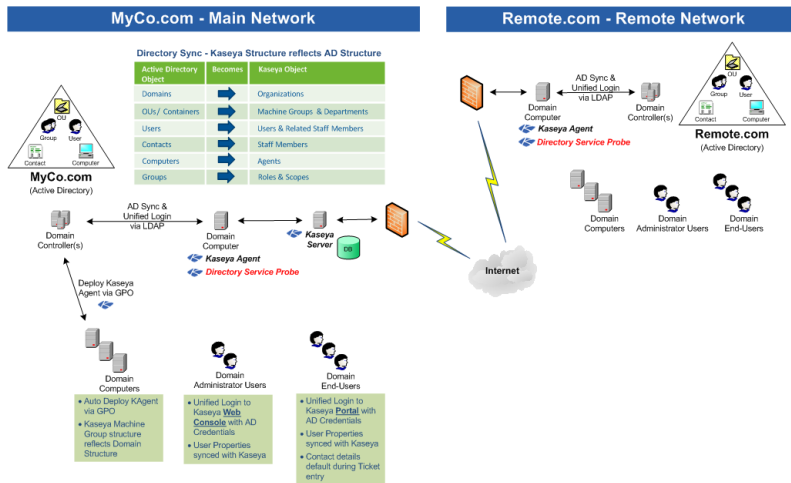 MyCo.com - Main Network
Directory Sync - Kaseya Structure reflects AD Structure
Active Directory Object
Becomes
Kaseya Object
Domains
Organizations
OUs/ Containers
Machine Groups & Departments
Users
Users & Related Staff Members
Contacts
Staff Members
Computers
Agents
Groups
Roles & Scopes
OU
Group
User
Contact
Computer
MyCo.com
(Active Directory)
Domain
Controller(s)
AD Sync &
Unified Login
via LDAP
Domain
Computer
Kaseya Agent
Directory Service Probe
Kaseya
Server
DB
Deploy Kaseya
Agent via GPO
Domain
Computers
• Auto Deploy KAgent
via GPO
• Kaseya Machine
Group structure
reflects Domain
Structure
Domain
Administrator Users
• Unified Login to
Kaseya Web
Console with AD
Credentials
• User Properties
synced with Kaseya
Domain
End-Users
• Unified Login to
Kaseya Portal with
AD Credentials
• User Properties
synced with Kaseya
• Contact details
default during Ticket
entry
Internet
Remote.com - Remote Network
Domain
Computer
Kaseya Agent
Directory Service Probe
AD Sync &
Unified Login
via LDAP
Domain
Controller(s)
OU
Group
User
Contact
Computer
Remote.com
(Active Directory)
Domain
Computers
Domain
Administrator Users
Domain
End-Users